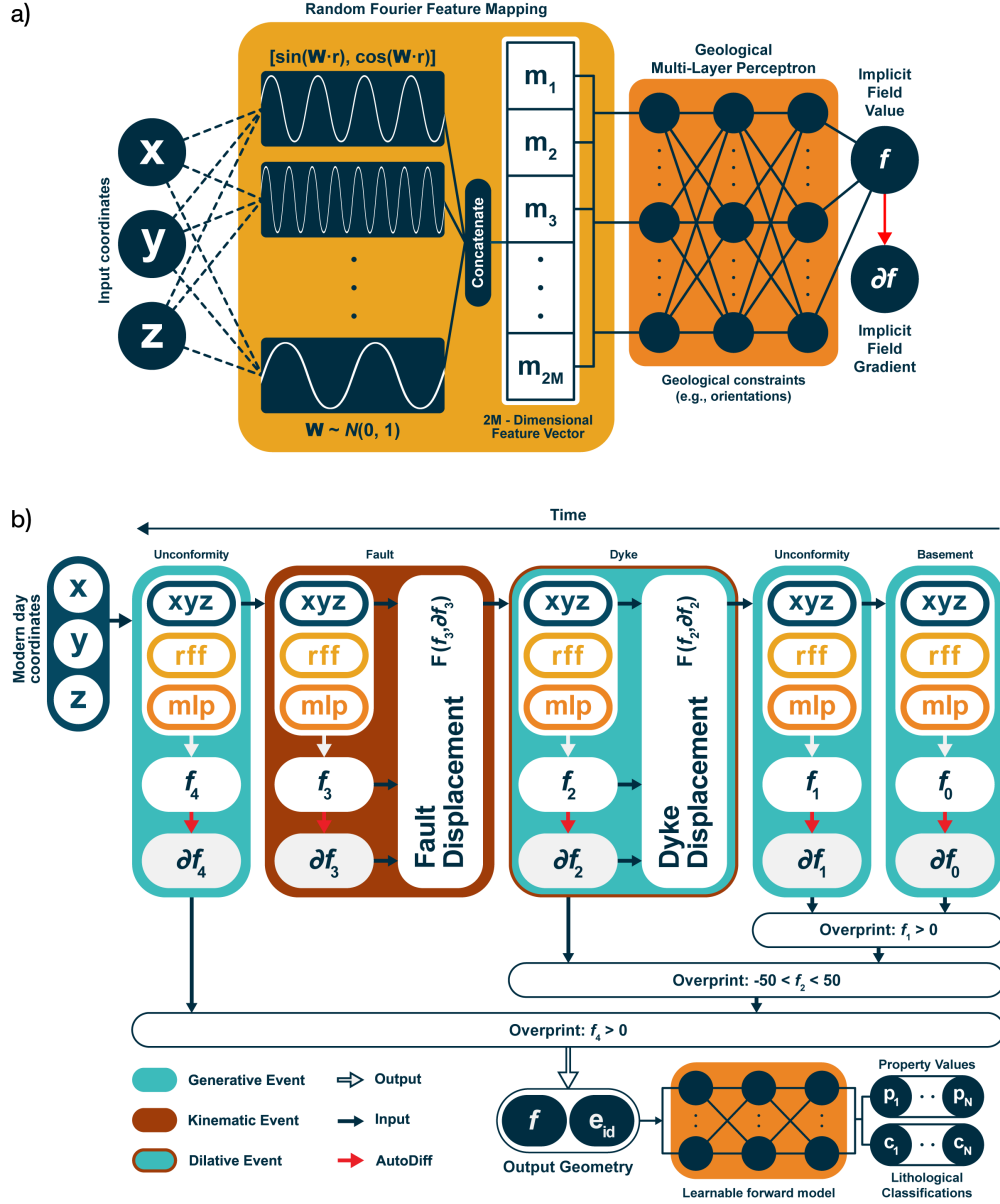 a)
Random Fourier Feature Mapping
[sin(W·r), cos(W·r)]
Input coordinates
x
y
z
Concatenate
m1
m2
m3
m2M
W ~ N(0, 1)
2M - Dimensional
Feature Vector
Geological
Multi-Layer Perceptron
Geological constraints
(e.g., orientations)
Implicit
Field
Value
f
∂f
Implicit
Field
Gradient
b)
Time
Modern day
coordinates
x
y
z
Unconformity
xyz
rff
mlp
f4
∂f4
Fault
xyz
rff
mlp
f3
∂f3
Fault
Displacement
F(f3,∂f3)
Dyke
xyz
rff
mlp
f2
∂f2
Dyke
Displacement
F(f2,∂f2)
Unconformity
xyz
rff
mlp
f1
∂f1
Basement
xyz
rff
mlp
f0
∂f0
Overprint: f1 > 0
Overprint: -50 < f2 < 50
Overprint: f4 > 0
Generative Event
Kinematic Event
Dilative Event
Output
Input
AutoDiff
f
eid
Output Geometry
Learnable forward model
Property Values
p1 · · pN
c1 · · cN
Lithological
Classifications